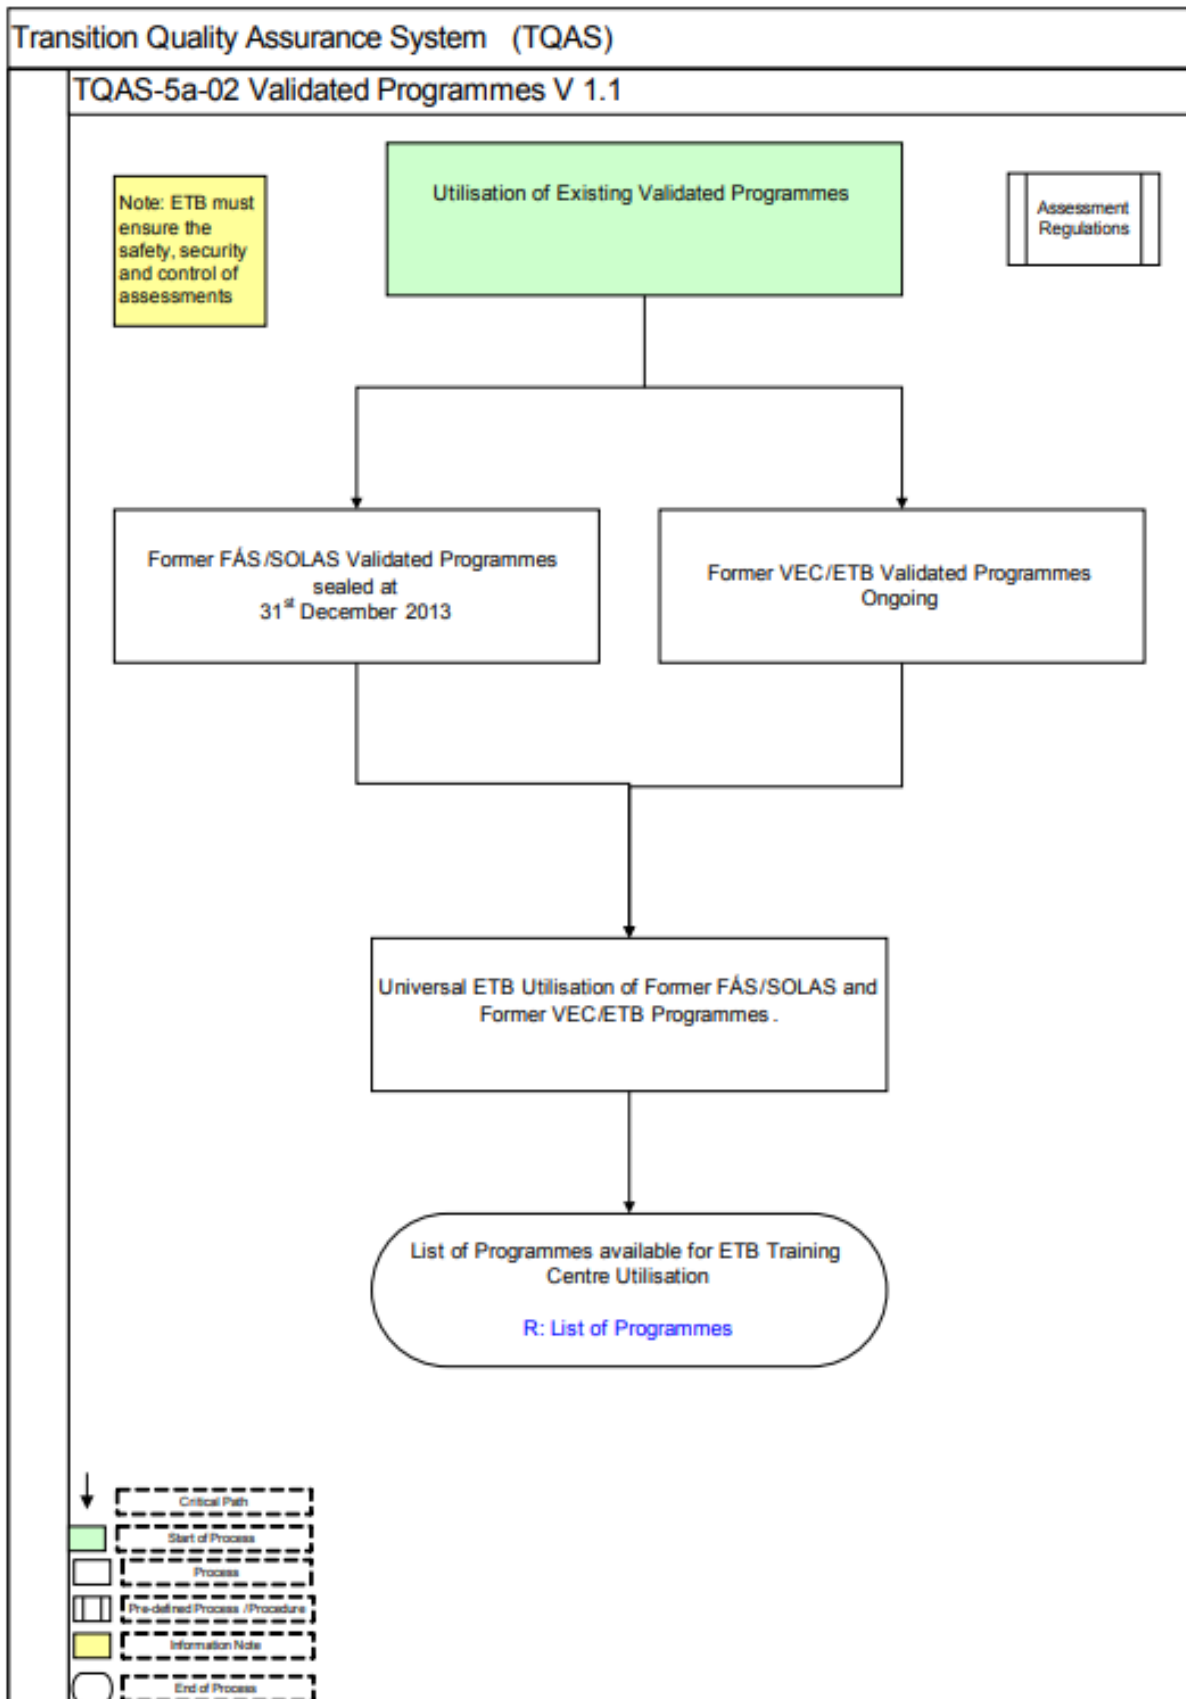 Transition Quality Assurance System (TQAS)
TQAS-5a-02 Validated Programmes V 1.1
Note: ETB must
ensure the
safety, security
and control of
assessments
Utilisation of Existing Validated Programmes
Assessment
Regulations
Former FÁS/SOLAS Validated Programmes
sealed at
31st December 2013
Former VEC/ETB Validated Programmes
Ongoing
Universal ETB Utilisation of Former FÁS/SOLAS and
Former VEC/ETB Programmes.
List of Programmes available for ETB Training
Centre Utilisation
R: List of Programmes
Critical Path
Start of Process
Process
Pre-defined Process / Procedure
Information Note
End of Process